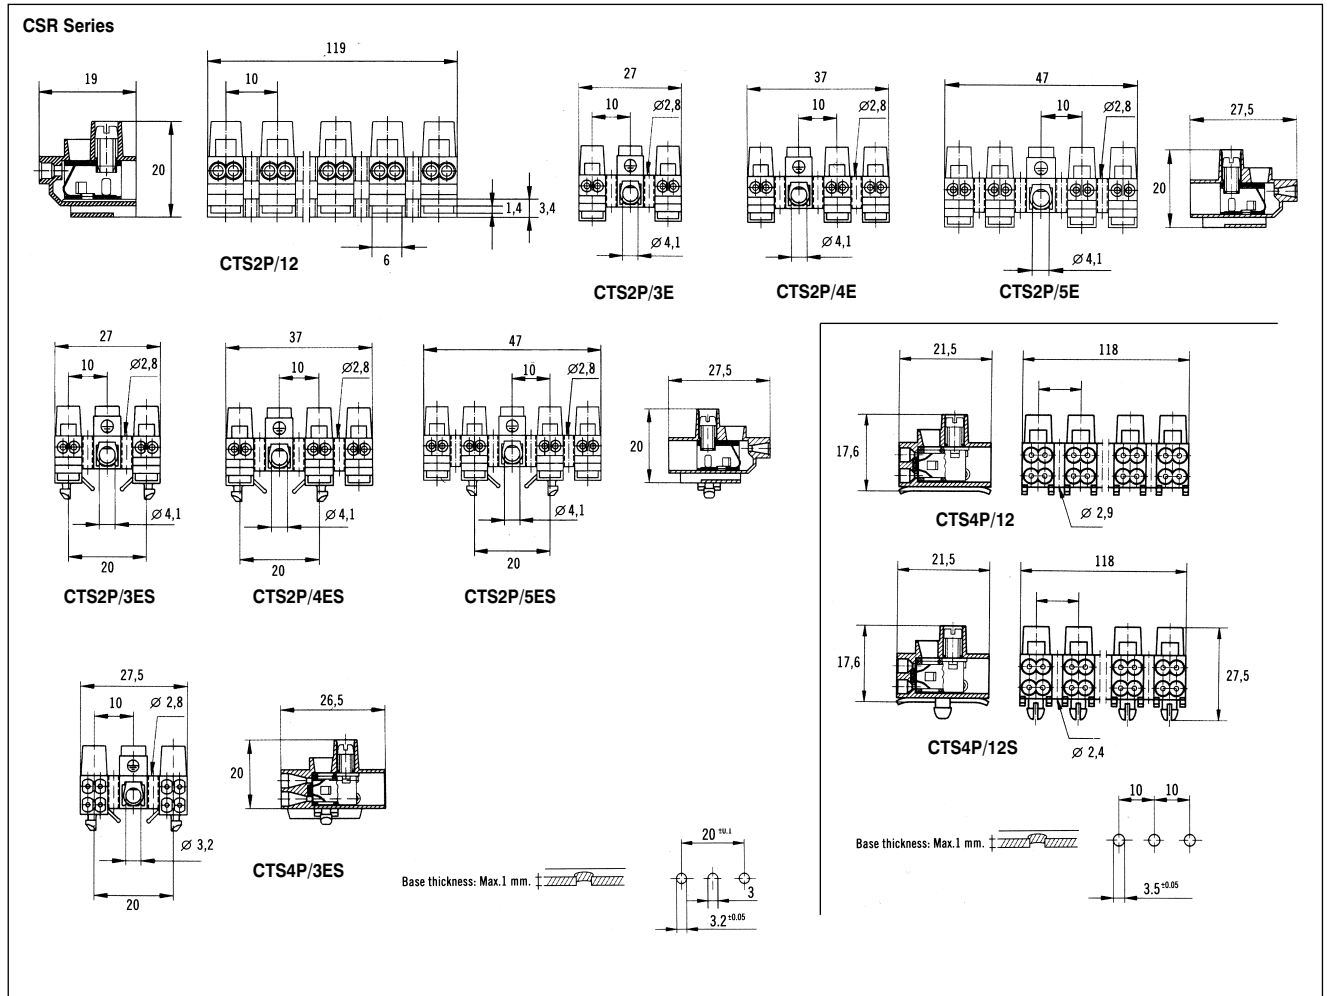 CSR Series
19
20
119
10
1,4
3,4
6
CTS2P/12
27
10
Ø2,8
Ø 4,1
CTS2P/3E
37
10
Ø2,8
Ø 4,1
CTS2P/4E
47
10
Ø2,8
Ø 4,1
CTS2P/5E
27,5
20
27
10
Ø2,8
Ø 4,1
20
CTS2P/3ES
37
10
Ø2,8
Ø 4,1
20
CTS2P/4ES
47
10
Ø2,8
Ø 4,1
20
CTS2P/5ES
27,5
20
21,5
17,6
118
Ø 2,9
CTS4P/12
21,5
17,6
118
27,5
Ø 2,4
CTS4P/12S
27,5
10
Ø 2,8
Ø 3,2
20
26,5
20
CTS4P/3ES
Base thickness: Max.1 mm.
20 ±0.1
3
3.2±0.05
Base thickness: Max.1 mm.
10
10
3.5±0.05